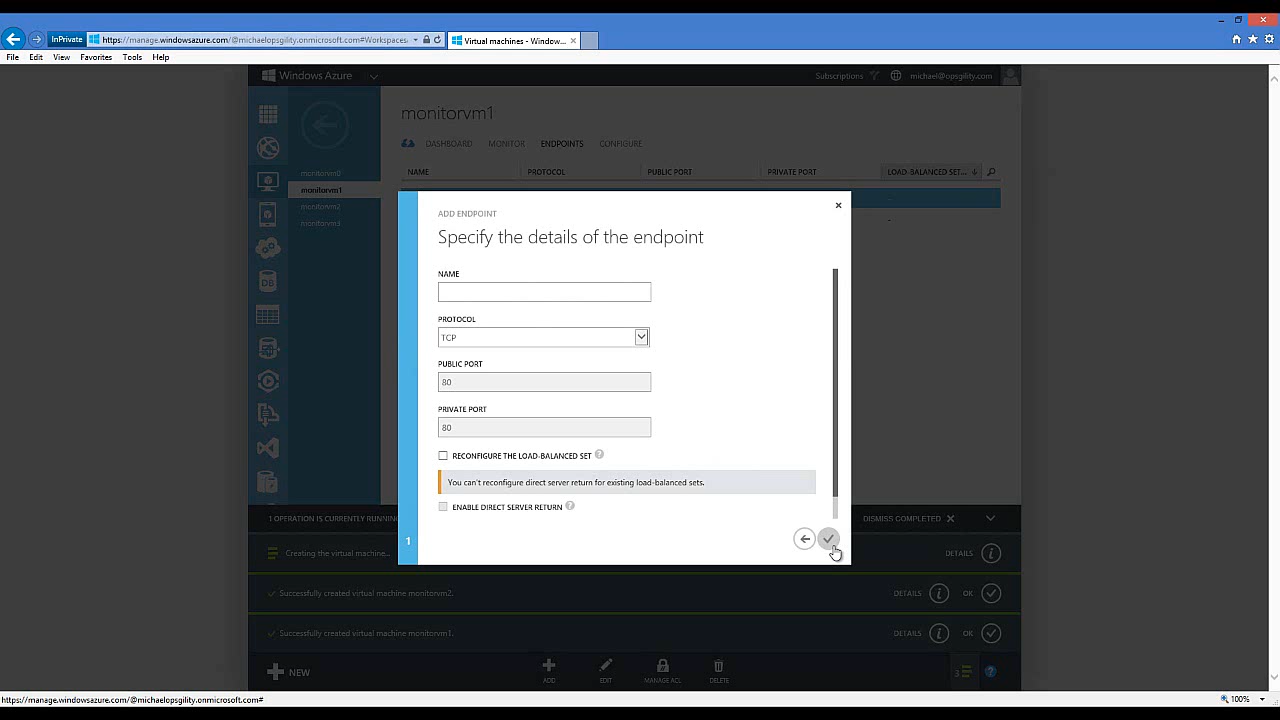 InPrivate https://manage.windowsazure.com/@michaelopsgility.onmicrosoft.com#Workspaces Virtual machines - Window...
File Edit View Favorites Tools Help
Windows Azure Subscriptions michael@opsgility.com
monitorvm1
DASHBOARD MONITOR ENDPOINTS CONFIGURE
NAME PROTOCOL PUBLIC PORT PRIVATE PORT LOAD-BALANCED SET...
monitorvm0
monitorvm1
monitorvm2
monitorvm3
ADD ENDPOINT
Specify the details of the endpoint
NAME
PROTOCOL
TCP
PUBLIC PORT
80
PRIVATE PORT
80
RECONFIGURE THE LOAD-BALANCED SET ?
You can't reconfigure direct server return for existing load-balanced sets.
ENABLE DIRECT SERVER RETURN ?
1
1 OPERATION IS CURRENTLY RUNNING DISMISS COMPLETED
Creating the virtual machine... DETAILS
Successfully created virtual machine monitorvm2. DETAILS OK
Successfully created virtual machine monitorvm1. DETAILS OK
NEW ADD EDIT MANAGE ACL DELETE 3 ?
https://manage.windowsazure.com/@michaelopsgility.onmicrosoft.com# 100%